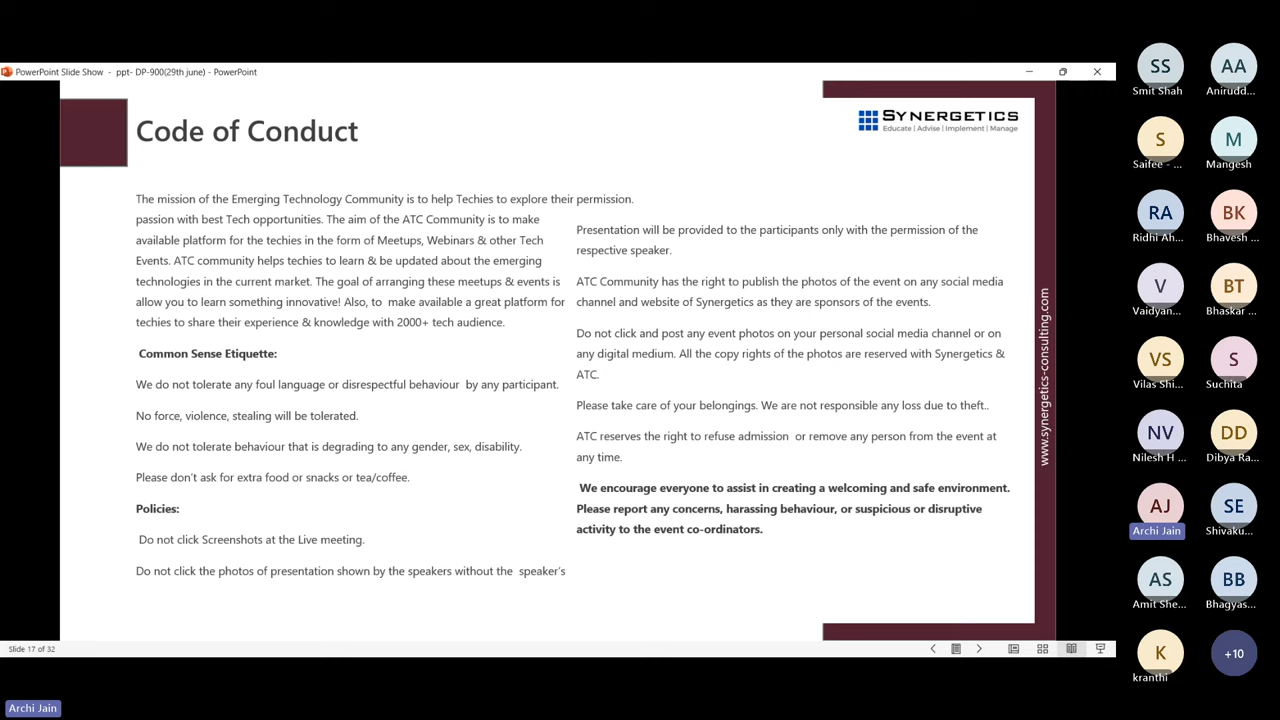 PowerPoint Slide Show - ppt- DP-900(29th june) - PowerPoint
Code of Conduct
SYNERGETICS
Educate | Advise | Implement | Manage
The mission of the Emerging Technology Community is to help Techies to explore their
passion with best Tech opportunities. The aim of the ATC Community is to make
available platform for the techies in the form of Meetups, Webinars & other Tech
Events. ATC community helps techies to learn & be updated about the emerging
technologies in the current market. The goal of arranging these meetups & events is
allow you to learn something innovative! Also, to make available a great platform for
techies to share their experience & knowledge with 2000+ tech audience.
Common Sense Etiquette:
We do not tolerate any foul language or disrespectful behaviour by any participant.
No force, violence, stealing will be tolerated.
We do not tolerate behaviour that is degrading to any gender, sex, disability.
Please don't ask for extra food or snacks or tea/coffee.
Policies:
Do not click Screenshots at the Live meeting.
Do not click the photos of presentation shown by the speakers without the speaker's
permission.
Presentation will be provided to the participants only with the permission of the
respective speaker.
ATC Community has the right to publish the photos of the event on any social media
channel and website of Synergetics as they are sponsors of the events.
Do not click and post any event photos on your personal social media channel or on
any digital medium. All the copy rights of the photos are reserved with Synergetics &
ATC.
Please take care of your belongings. We are not responsible any loss due to theft..
ATC reserves the right to refuse admission or remove any person from the event at
any time.
We encourage everyone to assist in creating a welcoming and safe environment.
Please report any concerns, harassing behaviour, or suspicious or disruptive
activity to the event co-ordinators.
www.synergetics-consulting.com
Slide 17 of 32
SS
Smit Shah
AA
Anirudd...
S
Saifee - ...
M
Mangesh
RA
Ridhi Ah...
BK
Bhavesh ...
V
Vaidyan...
BT
Bhaskar ...
VS
Vilas Shi...
S
Suchita
NV
Nilesh H ...
DD
Dibya Ra...
AJ
Archi Jain
SE
Shivaku...
AS
Amit She...
BB
Bhagyas...
K
kranthi
+10
Archi Jain